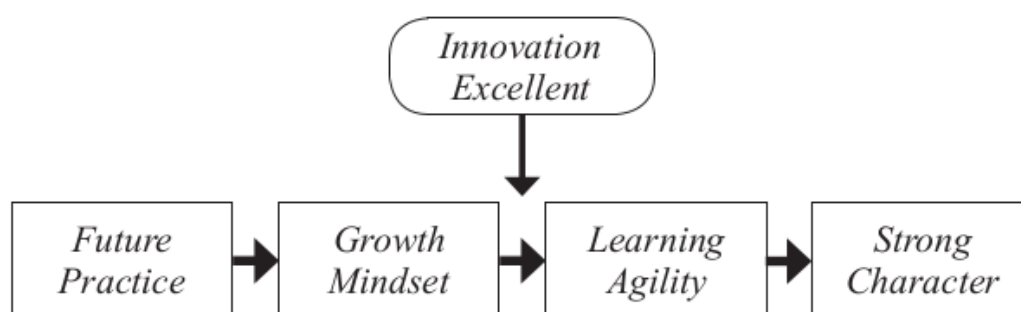 Innovation
Excellent
Future
Practice
Growth
Mindset
Learning
Agility
Strong
Character